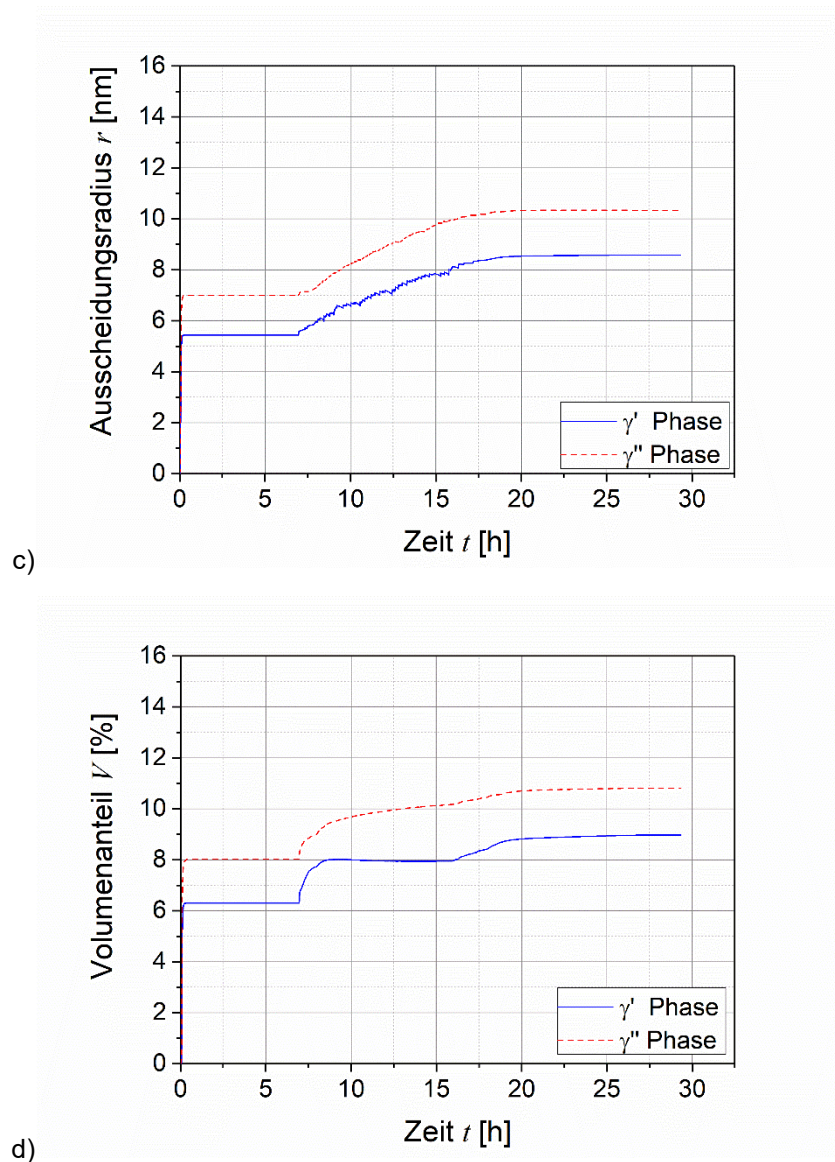 16
14
12
10
8
6
4
2
0
Ausscheidungsradius r [nm]
γ' Phase
γ'' Phase
0 5 10 15 20 25 30
Zeit t [h]
c)
16
14
12
10
8
6
4
2
0
Volumenanteil V [%]
γ' Phase
γ'' Phase
0 5 10 15 20 25 30
Zeit t [h]
d)